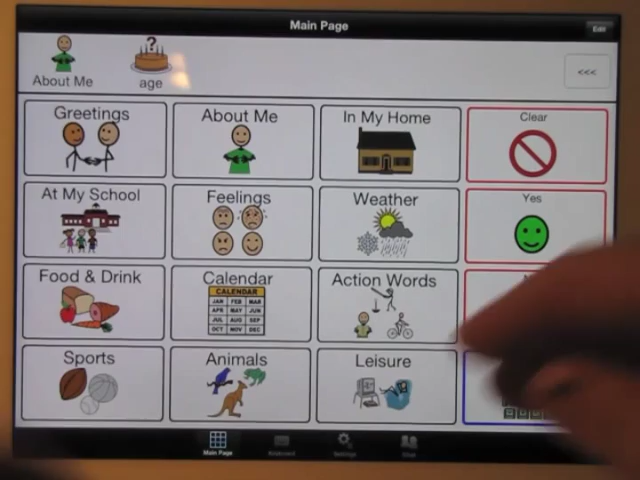 Main Page
Edit
About Me
age
<<<
Greetings
About Me
In My Home
Clear
At My School
Feelings
Weather
Yes
Food & Drink
Calendar
Action Words
CALENDAR
JAN FEB MAR
APR MAY JUN
JUL AUG SEP
OCT NOV DEC
Sports
Animals
Leisure
Main Page
Keyboard
Settings